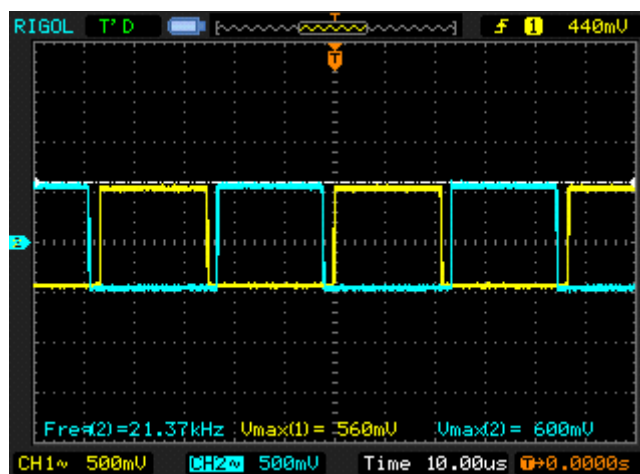 RIGOL T'D T 1 440mV
T
Freq(2)=21.37kHz Vmax(1)= 560mV Vmax(2)= 600mV
CH1~ 500mV CH2~ 500mV Time 10.00us T→0.0000s